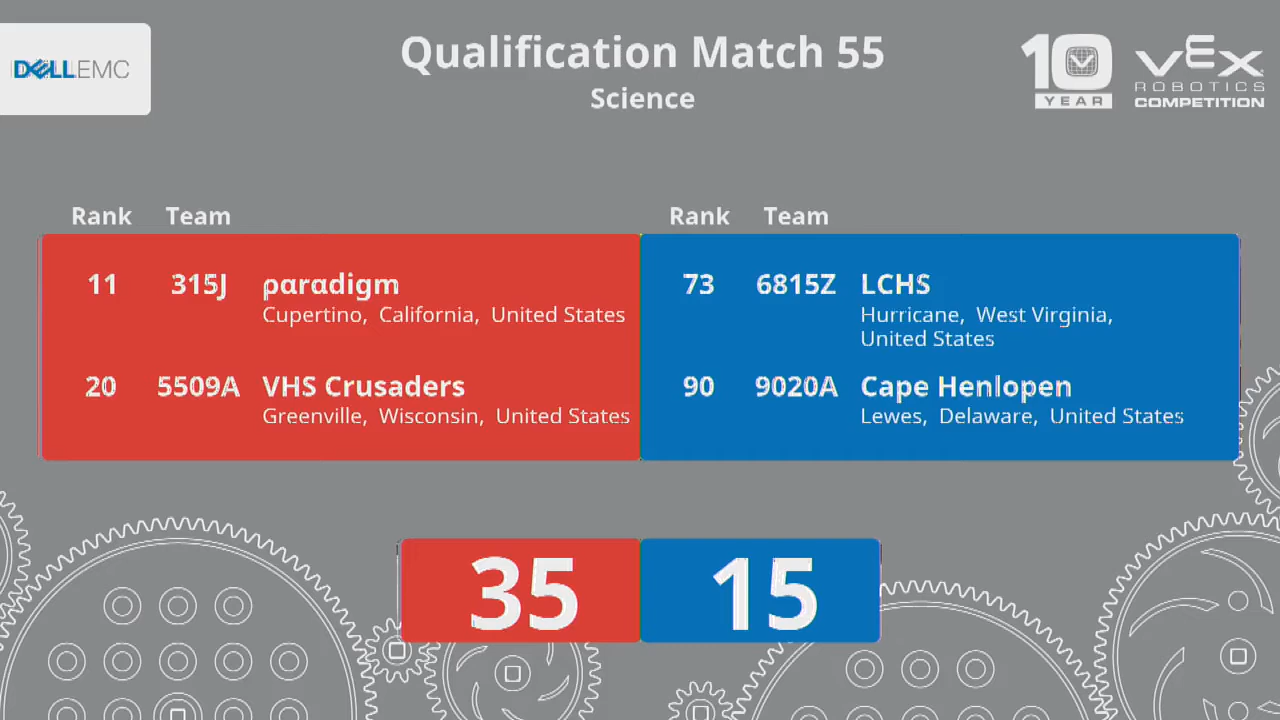 DELLEMC
Qualification Match 55
Science
10 YEAR
vEx ROBOTICS COMPETITION
Rank Team
11 315J paradigm
Cupertino, California, United States
20 5509A VHS Crusaders
Greenville, Wisconsin, United States
Rank Team
73 6815Z LCHS
Hurricane, West Virginia,
United States
90 9020A Cape Henlopen
Lewes, Delaware, United States
35 15